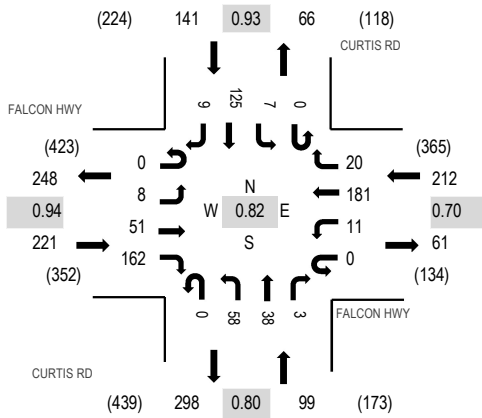 (224) 141 0.93 66 (118)
CURTIS RD
9 125 7 0
FALCON HWY
(423) 0 20 (365)
248 212
8 N 181
0.94 W 0.82 E 0.70
51 S 11
221 61
162 0
(352) (134)
0 58 38 3
FALCON HWY
CURTIS RD
(439) 298 0.80 99 (173)